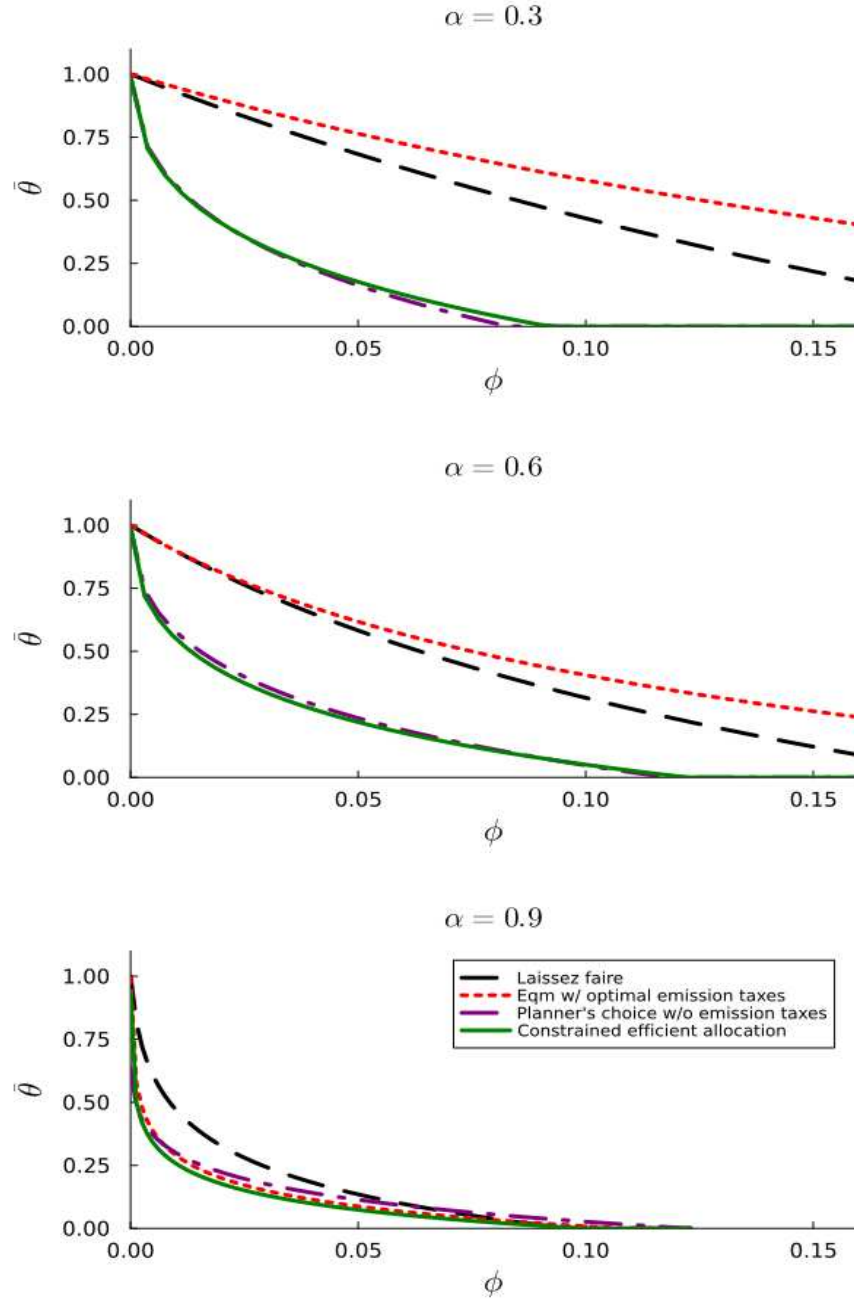 α = 0.3
1.00
0.75
0.50
0.25
0.00
θ̄
0.00 0.05 0.10 0.15
ϕ
α = 0.6
1.00
0.75
0.50
0.25
0.00
θ̄
0.00 0.05 0.10 0.15
ϕ
α = 0.9
1.00
0.75
0.50
0.25
0.00
θ̄
Laissez faire
Eqm w/ optimal emission taxes
Planner's choice w/o emission taxes
Constrained efficient allocation
0.00 0.05 0.10 0.15
ϕ